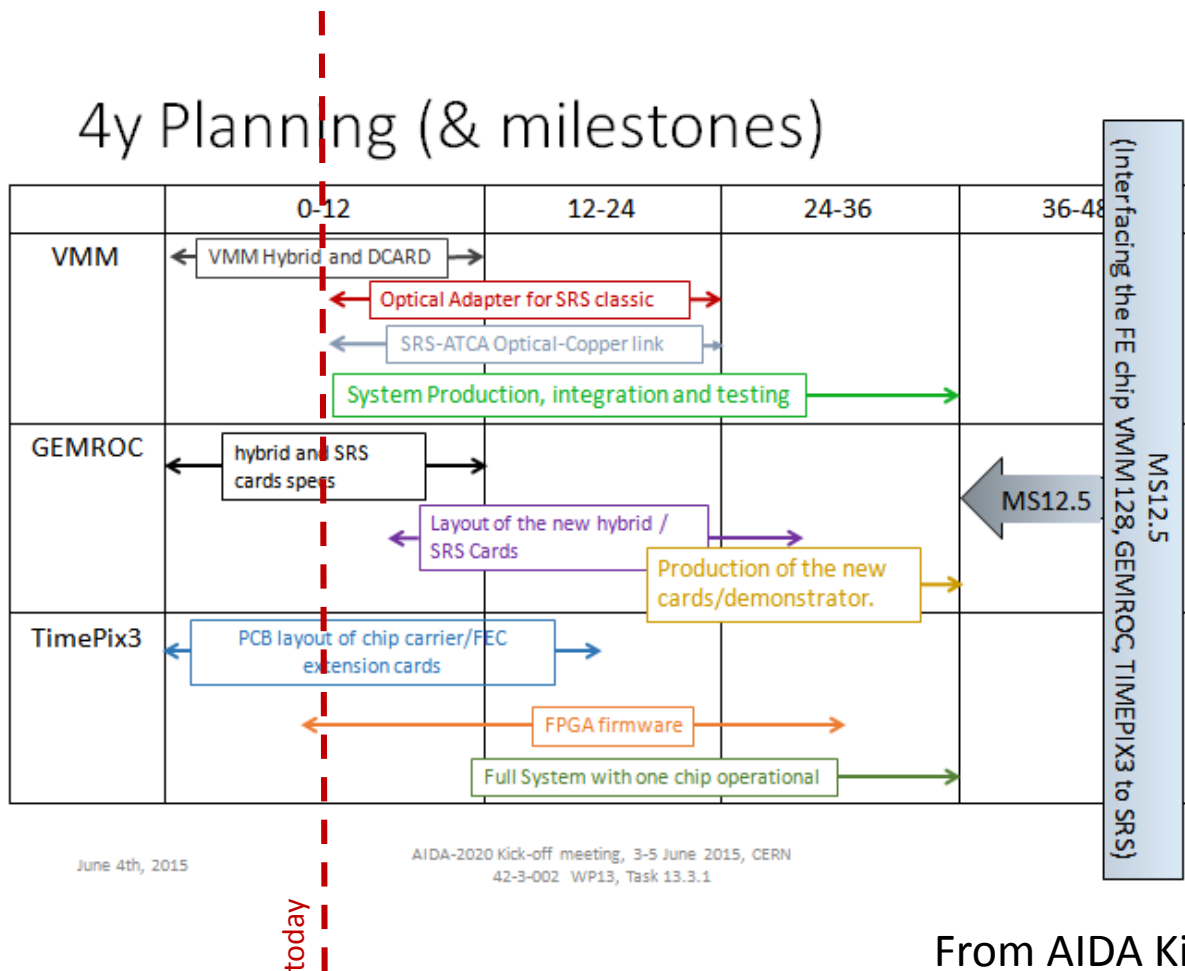 4y Planning (& milestones)
0-12
12-24
24-36
36-48
VMM
VMM Hybrid and DCARD
Optical Adapter for SRS classic
SRS-ATCA Optical-Copper link
System Production, integration and testing
GEMROC
hybrid and SRS
cards specs
Layout of the new hybrid /
SRS Cards
Production of the new
cards/demonstrator.
MS12.5
TimePix3
PCB layout of chip carrier/FEC
extension cards
FPGA firmware
Full System with one chip operational
MS12.5
(Interfacing the FE chip VMM128, GEMROC, TIMEPIX3 to SRS)
June 4th, 2015
AIDA-2020 Kick-off meeting, 3-5 June 2015, CERN
42-3-002 WP13, Task 13.3.1
today
From AIDA Ki